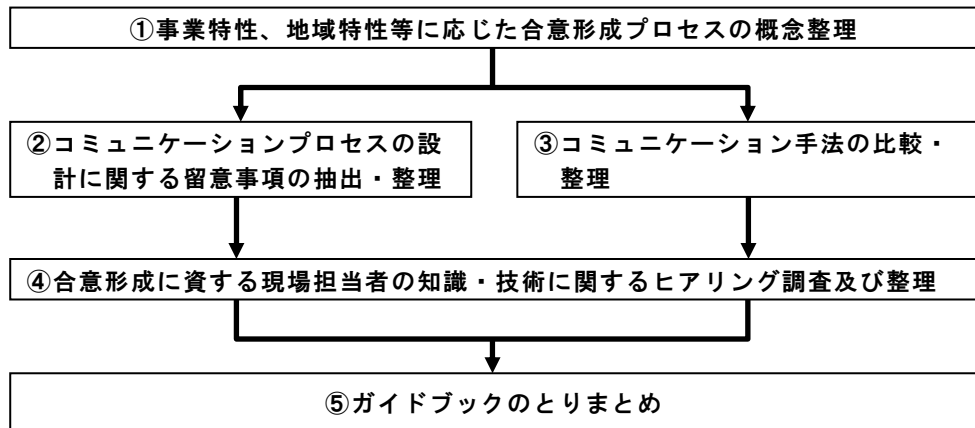 ①事業特性、地域特性等に応じた合意形成プロセスの概念整理
②コミュニケーションプロセスの設
計に関する留意事項の抽出・整理
③コミュニケーション手法の比較・
整理
④合意形成に資する現場担当者の知識・技術に関するヒアリング調査及び整理
⑤ガイドブックのとりまとめ